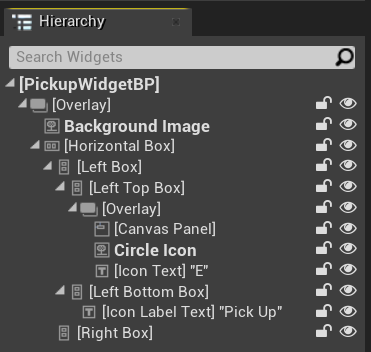 Hierarchy
Search Widgets
[PickupWidgetBP]
[Overlay]
Background Image
[Horizontal Box]
[Left Box]
[Left Top Box]
[Overlay]
[Canvas Panel]
Circle Icon
[Icon Text] "E"
[Left Bottom Box]
[Icon Label Text] "Pick Up"
[Right Box]